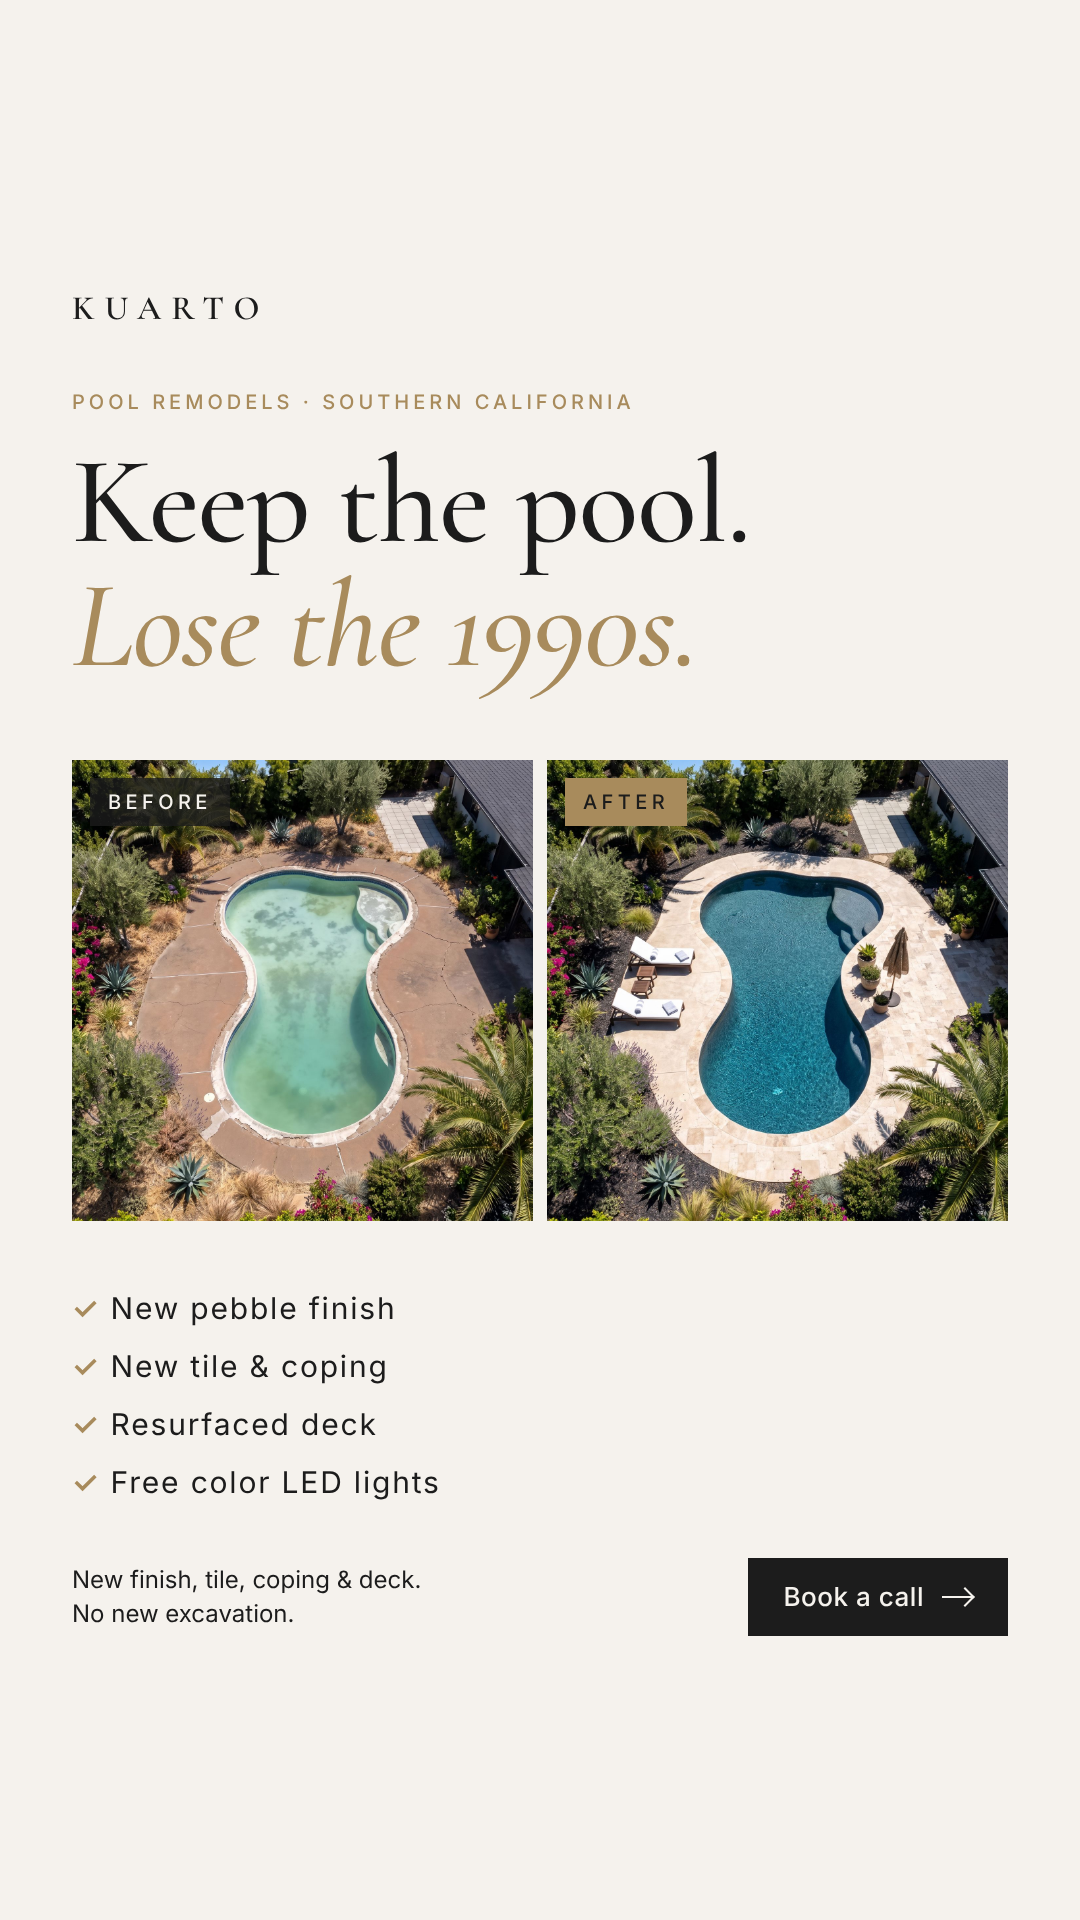 KUARTO
POOL REMODELS · SOUTHERN CALIFORNIA
Keep the pool.
Lose the 1990s.
BEFORE
AFTER
New pebble finish
New tile & coping
Resurfaced deck
Free color LED lights
New finish, tile, coping & deck.
No new excavation.
Book a call →